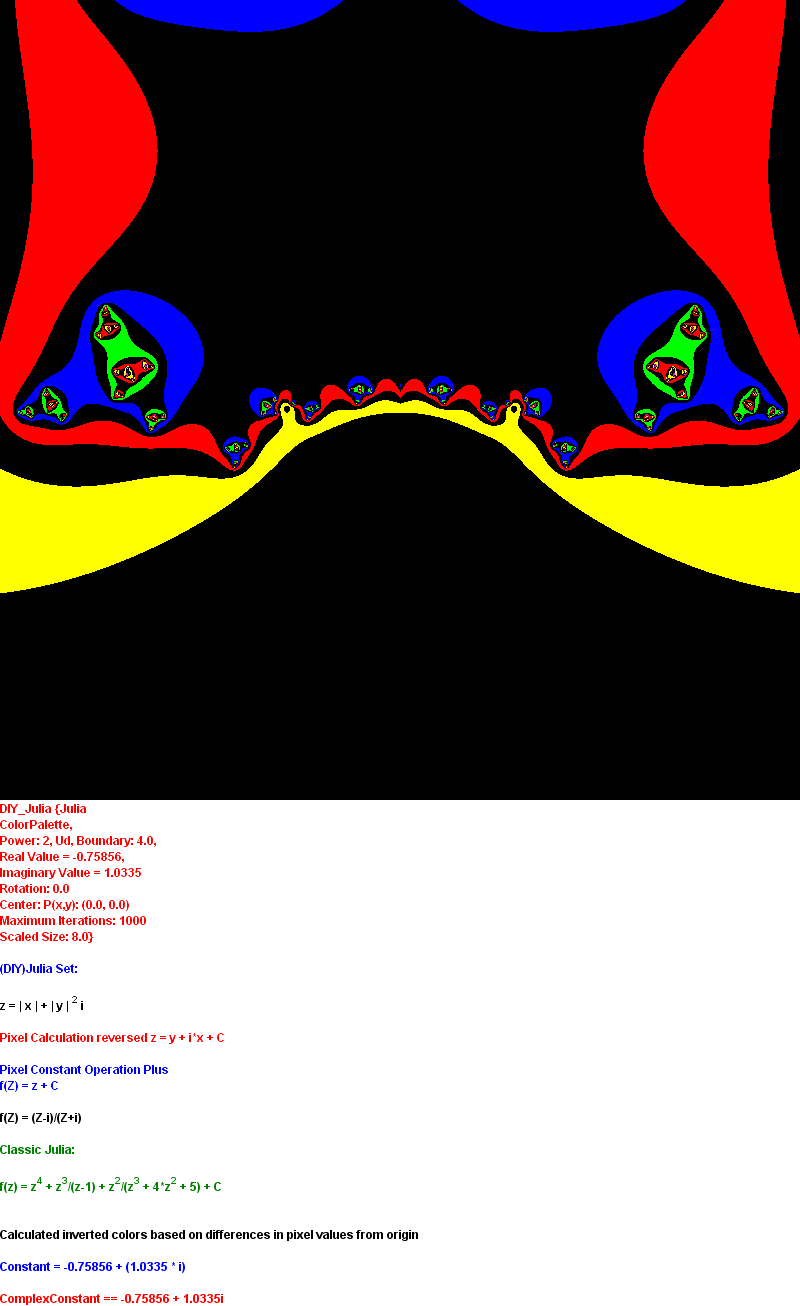 DIY_Julia {Julia
ColorPalette,
Power: 2, Ud, Boundary: 4.0,
Real Value = -0.75856,
Imaginary Value = 1.0335
Rotation: 0.0
Center: P(x,y): (0.0, 0.0)
Maximum Iterations: 1000
Scaled Size: 8.0}
(DIY)Julia Set:
z = | x | + | y | ^2 i
Pixel Calculation reversed z = y + i*x + C
Pixel Constant Operation Plus
f(Z) = z + C
f(Z) = (Z-i)/(Z+i)
Classic Julia:
f(z) = z^4 + z^3/(z-1) + z^2/(z^3 + 4*z^2 + 5) + C
Calculated inverted colors based on differences in pixel values from origin
Constant = -0.75856 + (1.0335 * i)
ComplexConstant == -0.75856 + 1.0335i